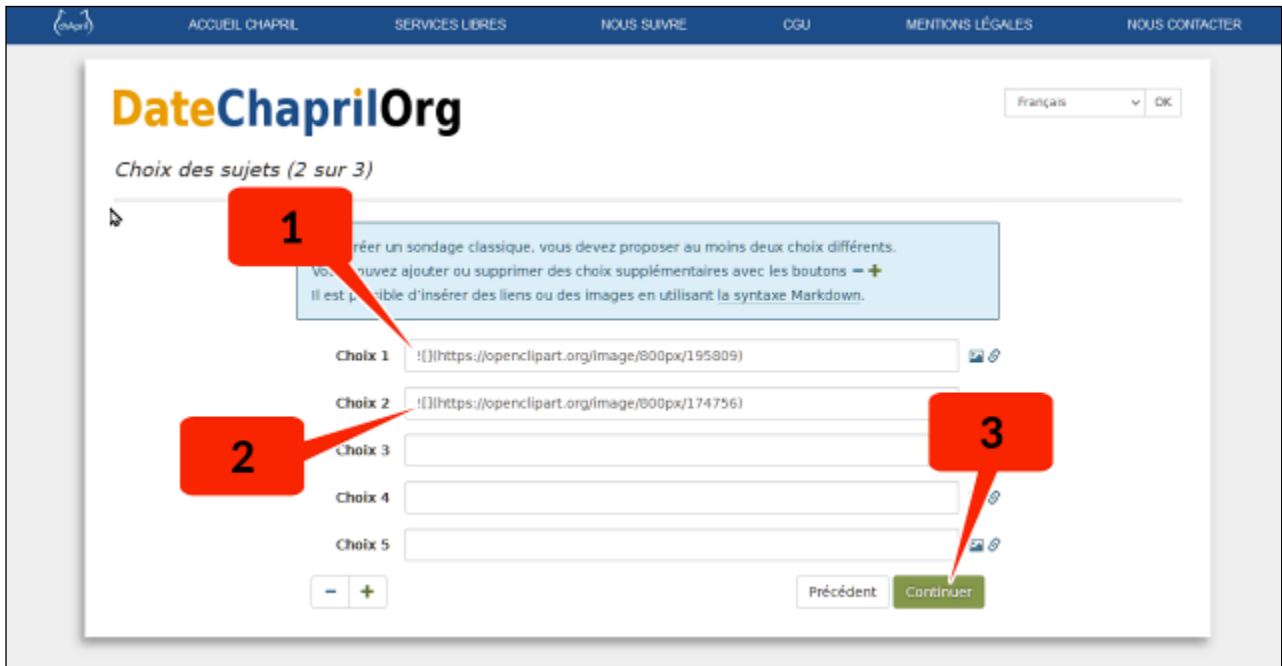 chApril
ACCUEIL CHAPRIL SERVICES LIBRES NOUS SUIVRE CGU MENTIONS LÉGALES NOUS CONTACTER
DateChaprilOrg
Français OK
Choix des sujets (2 sur 3)
1
réer un sondage classique, vous devez proposer au moins deux choix différents.
Vo uvez ajouter ou supprimer des choix supplémentaires avec les boutons − +
Il est p ible d'insérer des liens ou des images en utilisant la syntaxe Markdown.
Choix 1 ![](https://openclipart.org/image/800px/195809)
Choix 2 ![](https://openclipart.org/image/800px/174756)
3
2
Choix 3
Choix 4
Choix 5
− + Précédent Continuer